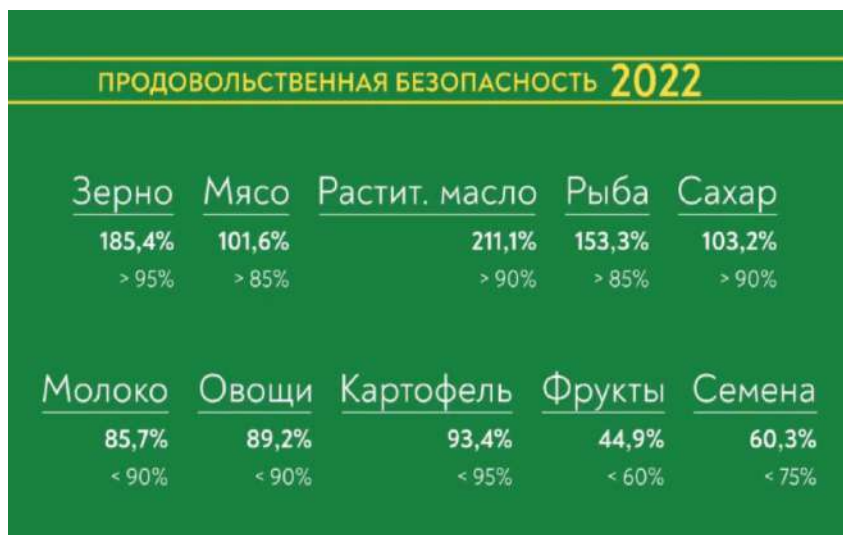 ПРОДОВОЛЬСТВЕННАЯ БЕЗОПАСНОСТЬ 2022
Зерно Мясо Растит. масло Рыба Сахар
185,4% 101,6% 211,1% 153,3% 103,2%
> 95% > 85% > 90% > 85% > 90%
Молоко Овощи Картофель Фрукты Семена
85,7% 89,2% 93,4% 44,9% 60,3%
< 90% < 90% < 95% < 60% < 75%